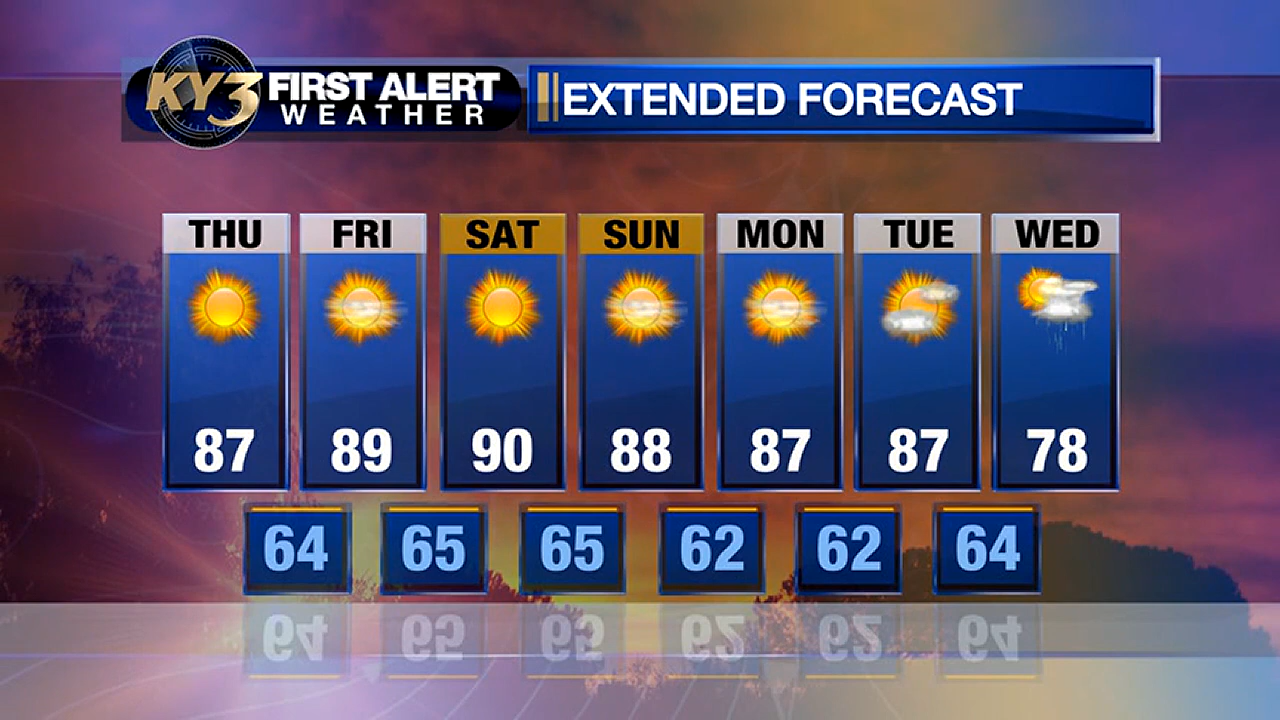 KY3 FIRST ALERT
WEATHER
EXTENDED FORECAST
THU FRI SAT SUN MON TUE WED
87 89 90 88 87 87 78
64 65 65 62 62 64